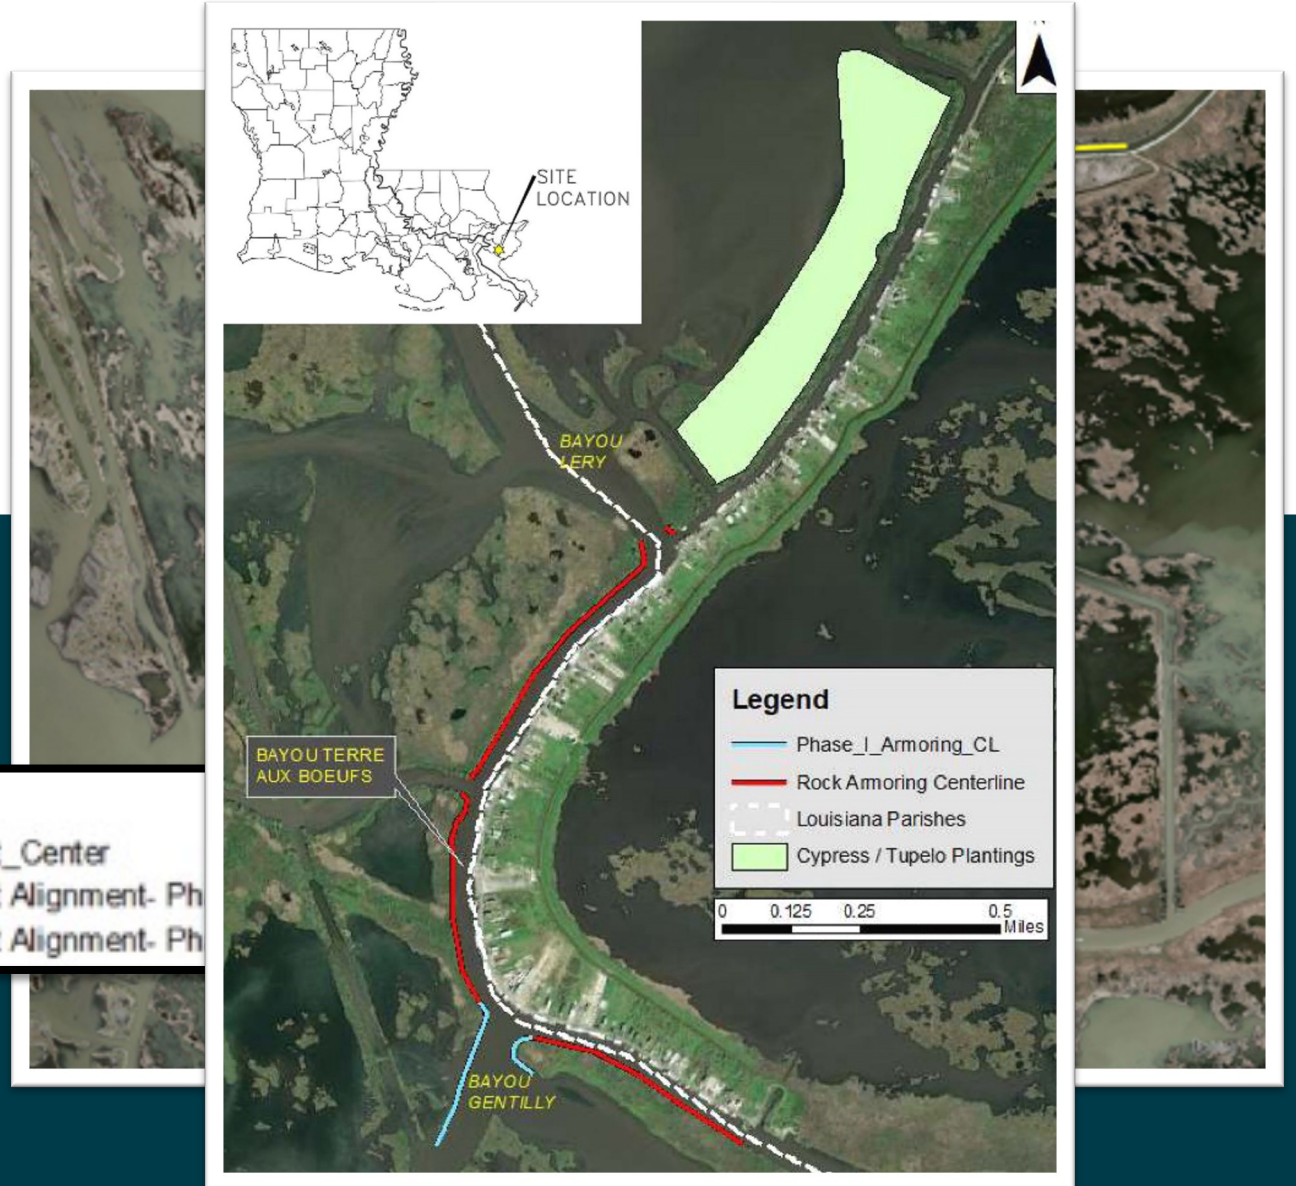 SITE
LOCATION
BAYOU
LERY
BAYOU TERRE
AUX BOEUFS
Legend
Phase_I_Armoring_CL
Rock Armoring Centerline
Louisiana Parishes
Cypress / Tupelo Plantings
0 0.125 0.25 0.5
Miles
_Center
Alignment- Ph
Alignment- Ph
BAYOU
GENTILLY